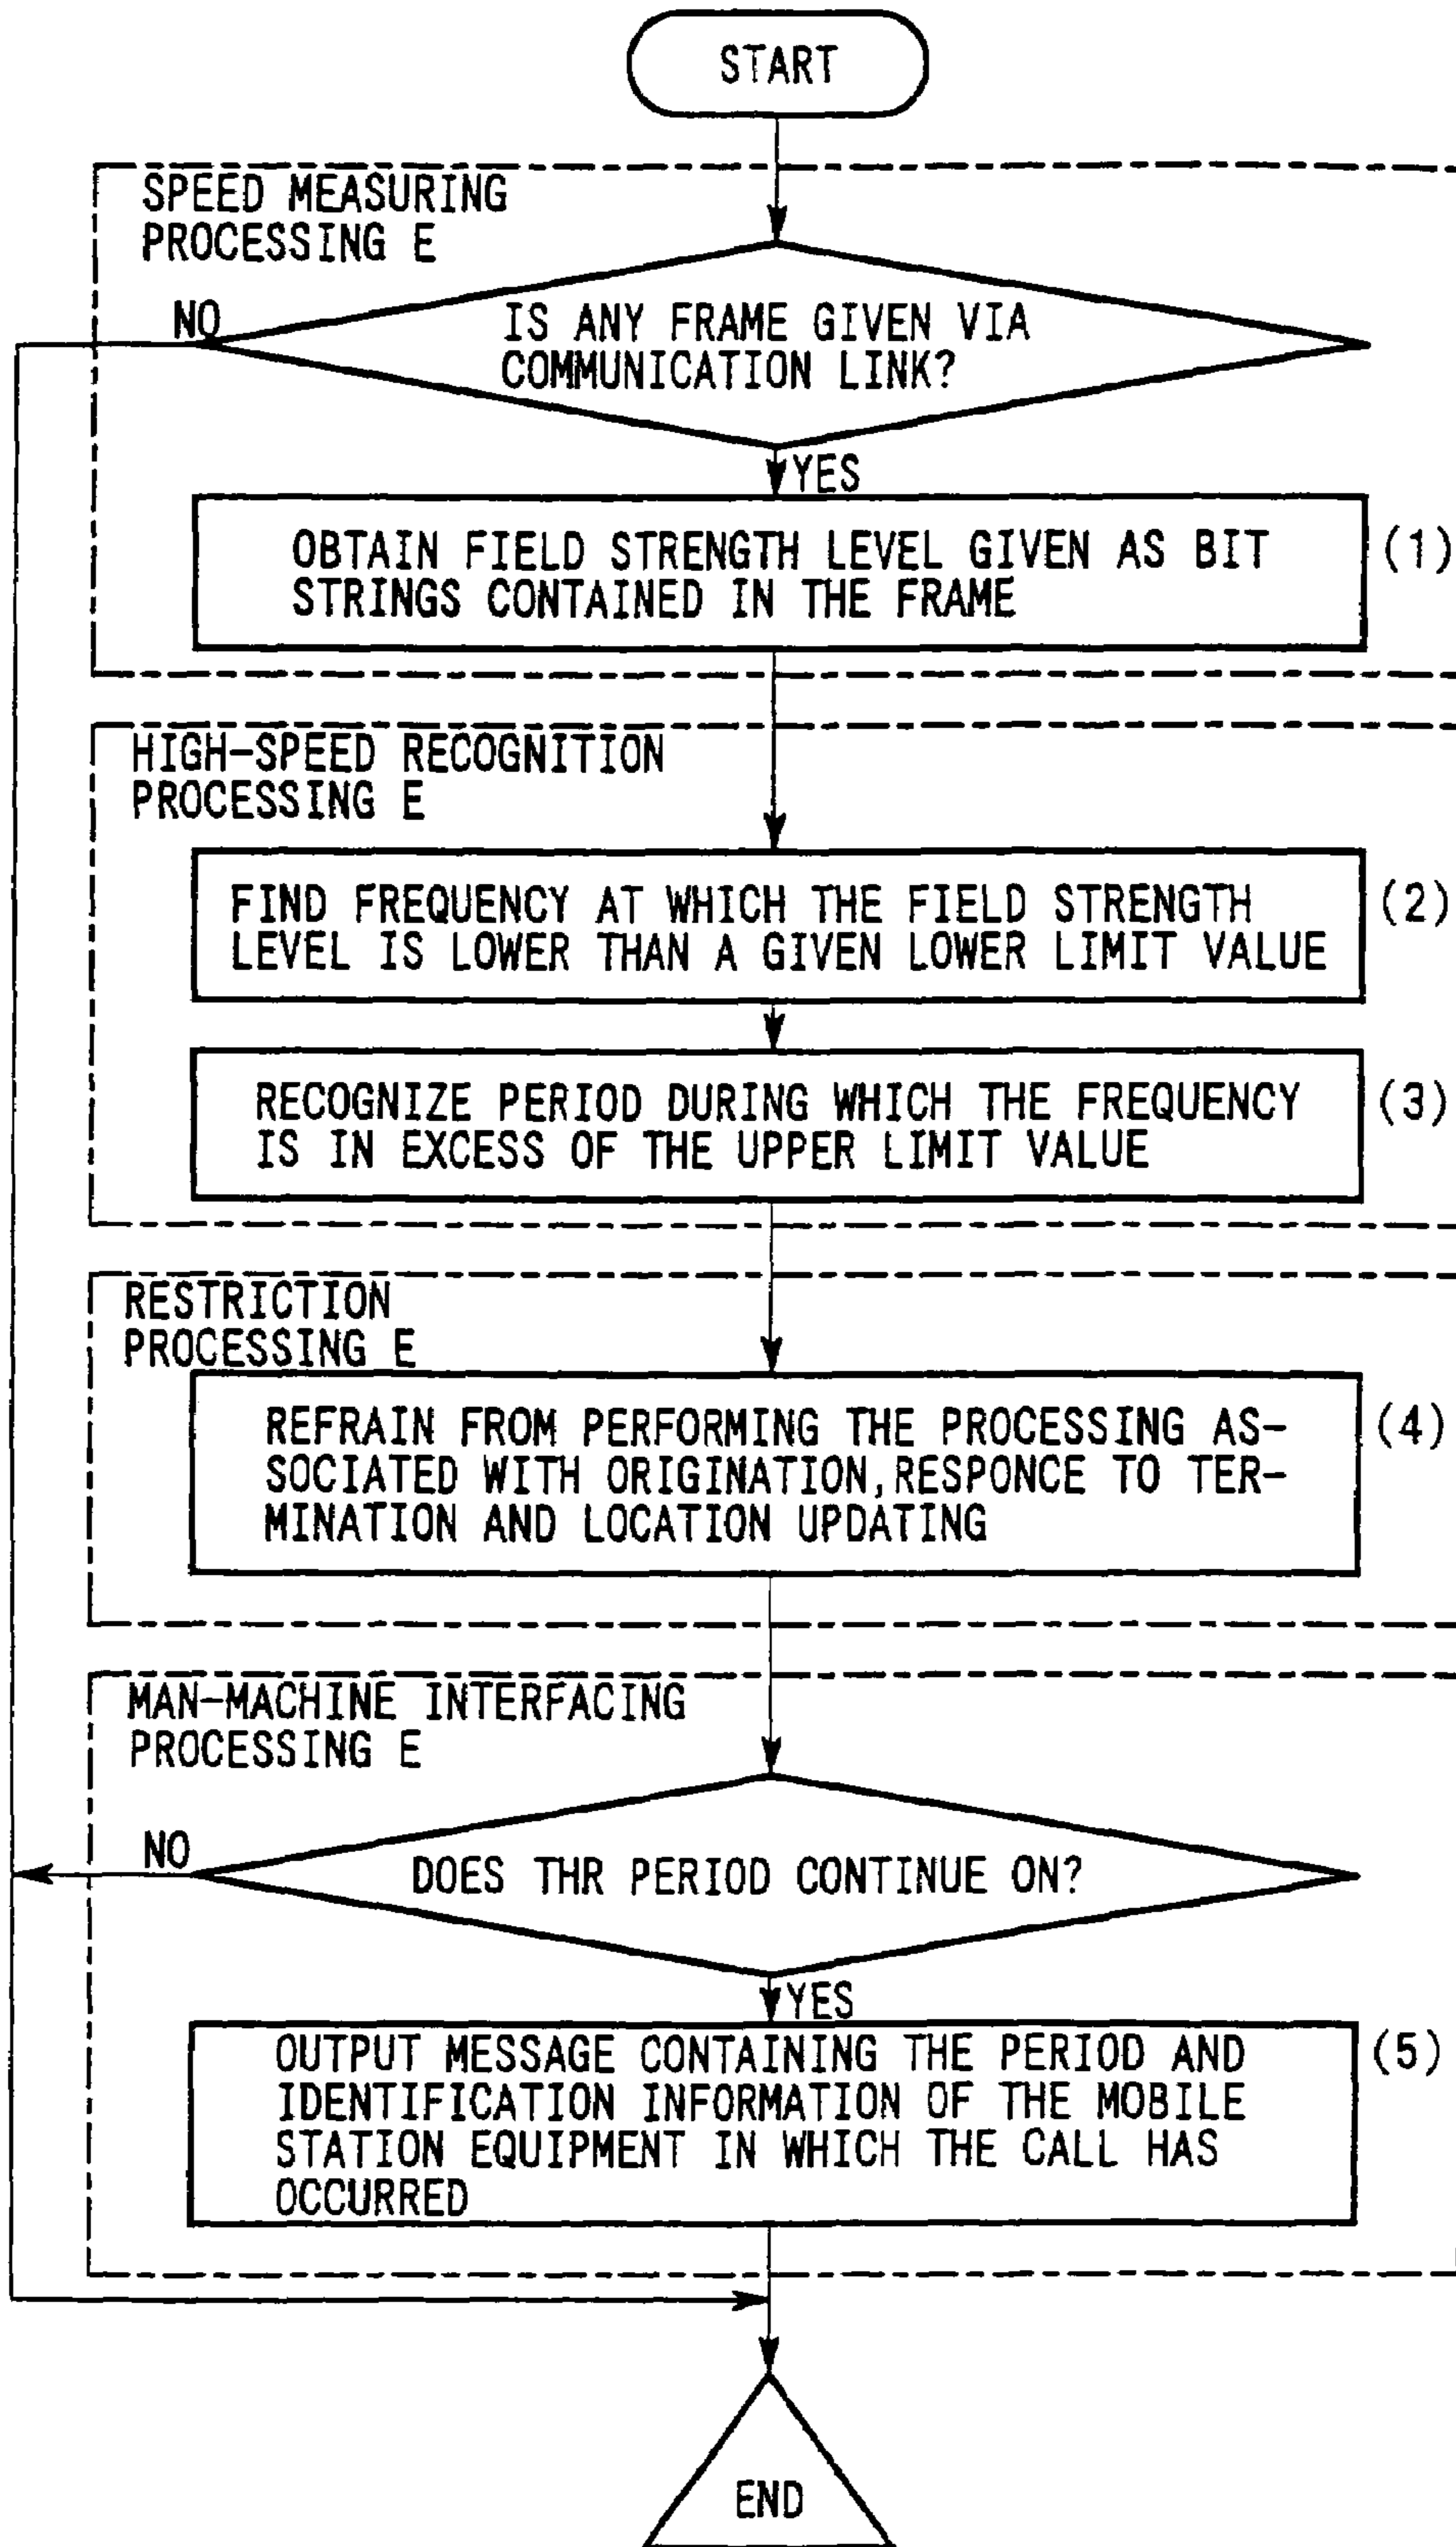 START
SPEED MEASURING
PROCESSING E
NO
IS ANY FRAME GIVEN VIA
COMMUNICATION LINK?
YES
OBTAIN FIELD STRENGTH LEVEL GIVEN AS BIT
STRINGS CONTAINED IN THE FRAME
(1)
HIGH-SPEED RECOGNITION
PROCESSING E
FIND FREQUENCY AT WHICH THE FIELD STRENGTH
LEVEL IS LOWER THAN A GIVEN LOWER LIMIT VALUE
(2)
RECOGNIZE PERIOD DURING WHICH THE FREQUENCY
IS IN EXCESS OF THE UPPER LIMIT VALUE
(3)
RESTRICTION
PROCESSING E
REFRAIN FROM PERFORMING THE PROCESSING AS-
SOCIATED WITH ORIGINATION, RESPONCE TO TER-
MINATION AND LOCATION UPDATING
(4)
MAN-MACHINE INTERFACING
PROCESSING E
NO
DOES THR PERIOD CONTINUE ON?
YES
OUTPUT MESSAGE CONTAINING THE PERIOD AND
IDENTIFICATION INFORMATION OF THE MOBILE
STATION EQUIPMENT IN WHICH THE CALL HAS
OCCURRED
(5)
END